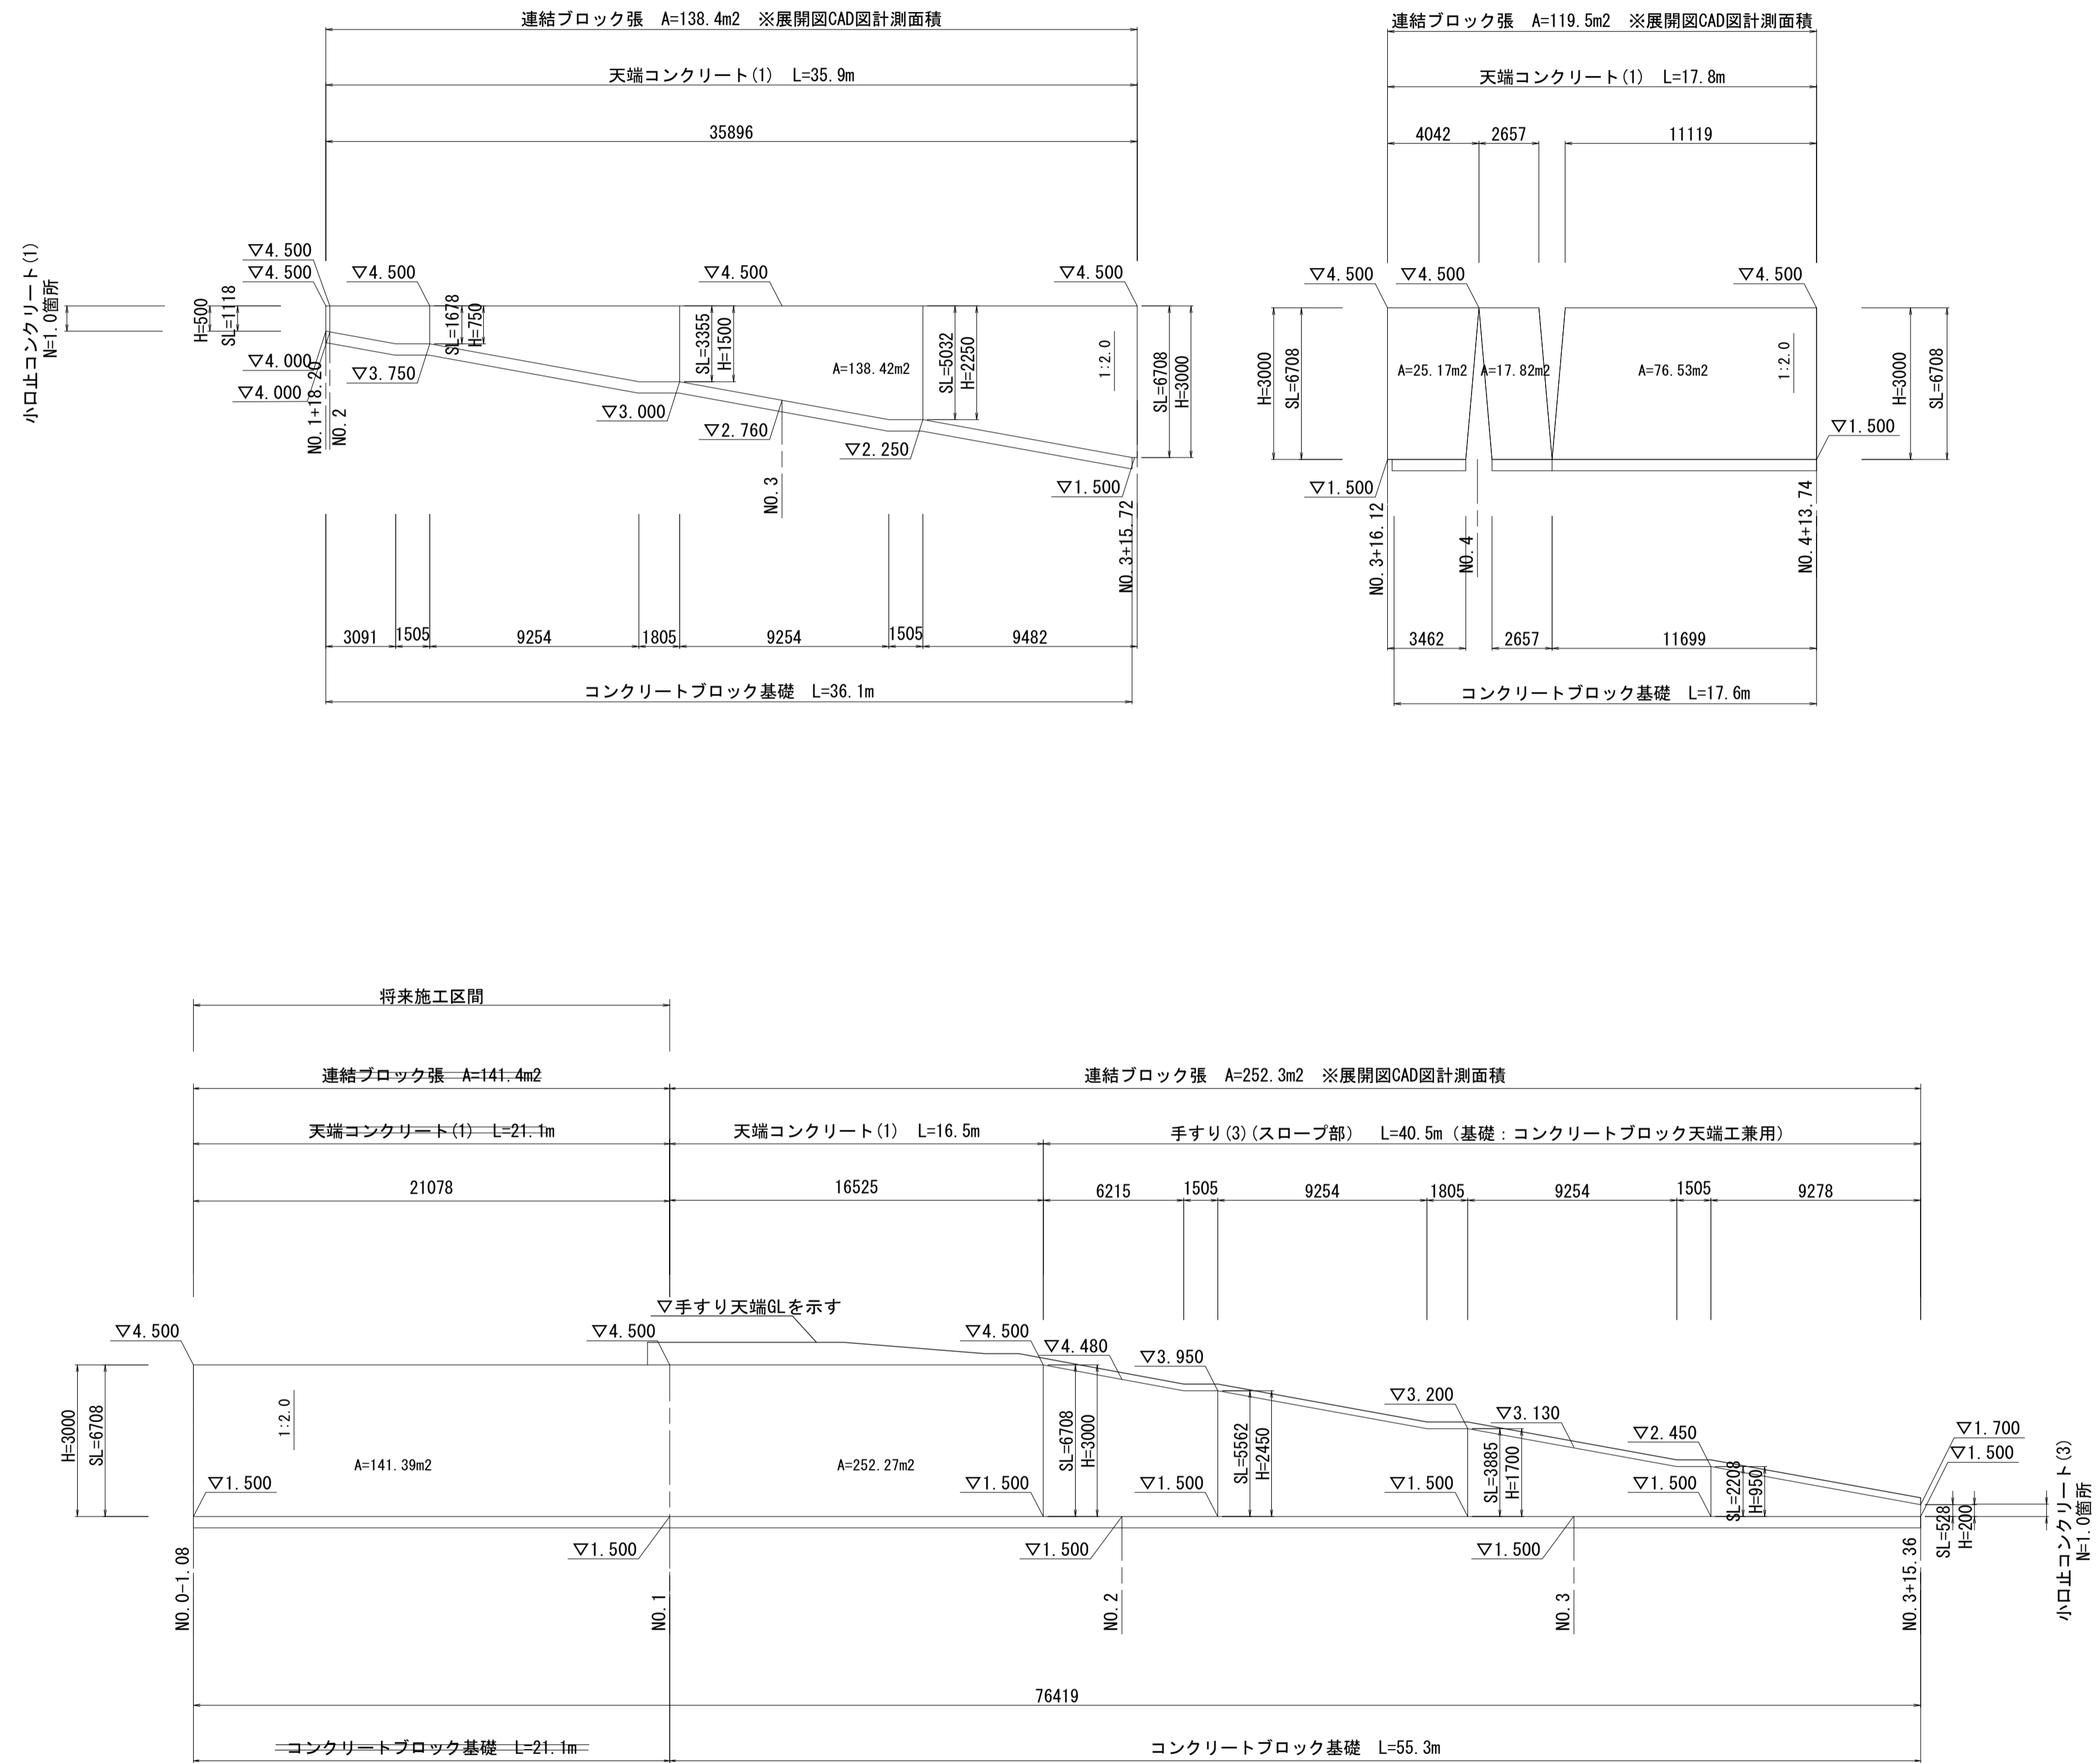 連結ブロック張 A=138.4m2 ※展開図CAD図計測面積
天端コンクリート(1) L=35.9m
35896
小口止コンクリート(1)
N=1.0箇所
H=500
SL=1118
▽4.500
▽4.500
▽4.500
▽4.500
▽4.500
SL=1678
H=750
SL=3355
H=1500
A=138.42m2
SL=5032
H=2250
1:2.0
SL=6708
H=3000
▽4.000
▽4.000
▽3.750
▽3.000
▽2.760
▽2.250
▽1.500
NO.1+18.20
NO.2
NO.3
NO.3+15.72
3091
1505
9254
1805
9254
1505
9482
コンクリートブロック基礎 L=36.1m
連結ブロック張 A=119.5m2 ※展開図CAD図計測面積
天端コンクリート(1) L=17.8m
4042
2657
11119
▽4.500
▽4.500
▽4.500
H=3000
SL=6708
A=25.17m2
A=17.82m2
A=76.53m2
1:2.0
H=3000
SL=6708
▽1.500
▽1.500
NO.3+16.12
NO.4
NO.4+13.74
3462
2657
11699
コンクリートブロック基礎 L=17.6m
将来施工区間
連結ブロック張 A=141.4m2
連結ブロック張 A=252.3m2 ※展開図CAD図計測面積
天端コンクリート(1) L=21.1m
天端コンクリート(1) L=16.5m
手すり(3)(スロープ部) L=40.5m (基礎:コンクリートブロック天端工兼用)
21078
16525
6215
1505
9254
1805
9254
1505
9278
▽手すり天端GLを示す
▽4.500
▽4.500
▽4.500
▽4.480
▽3.950
▽3.200
▽3.130
▽2.450
▽1.700
▽1.500
H=3000
SL=6708
1:2.0
A=141.39m2
A=252.27m2
SL=6708
H=3000
SL=5562
H=2450
SL=3885
H=1700
SL=2208
H=950
SL=528
H=200
小口止コンクリート(3)
N=1.0箇所
▽1.500
▽1.500
▽1.500
▽1.500
▽1.500
▽1.500
▽1.500
▽1.500
NO.0-1.08
NO.1
NO.2
NO.3
NO.3+15.36
76419
コンクリートブロック基礎 L=21.1m
コンクリートブロック基礎 L=55.3m